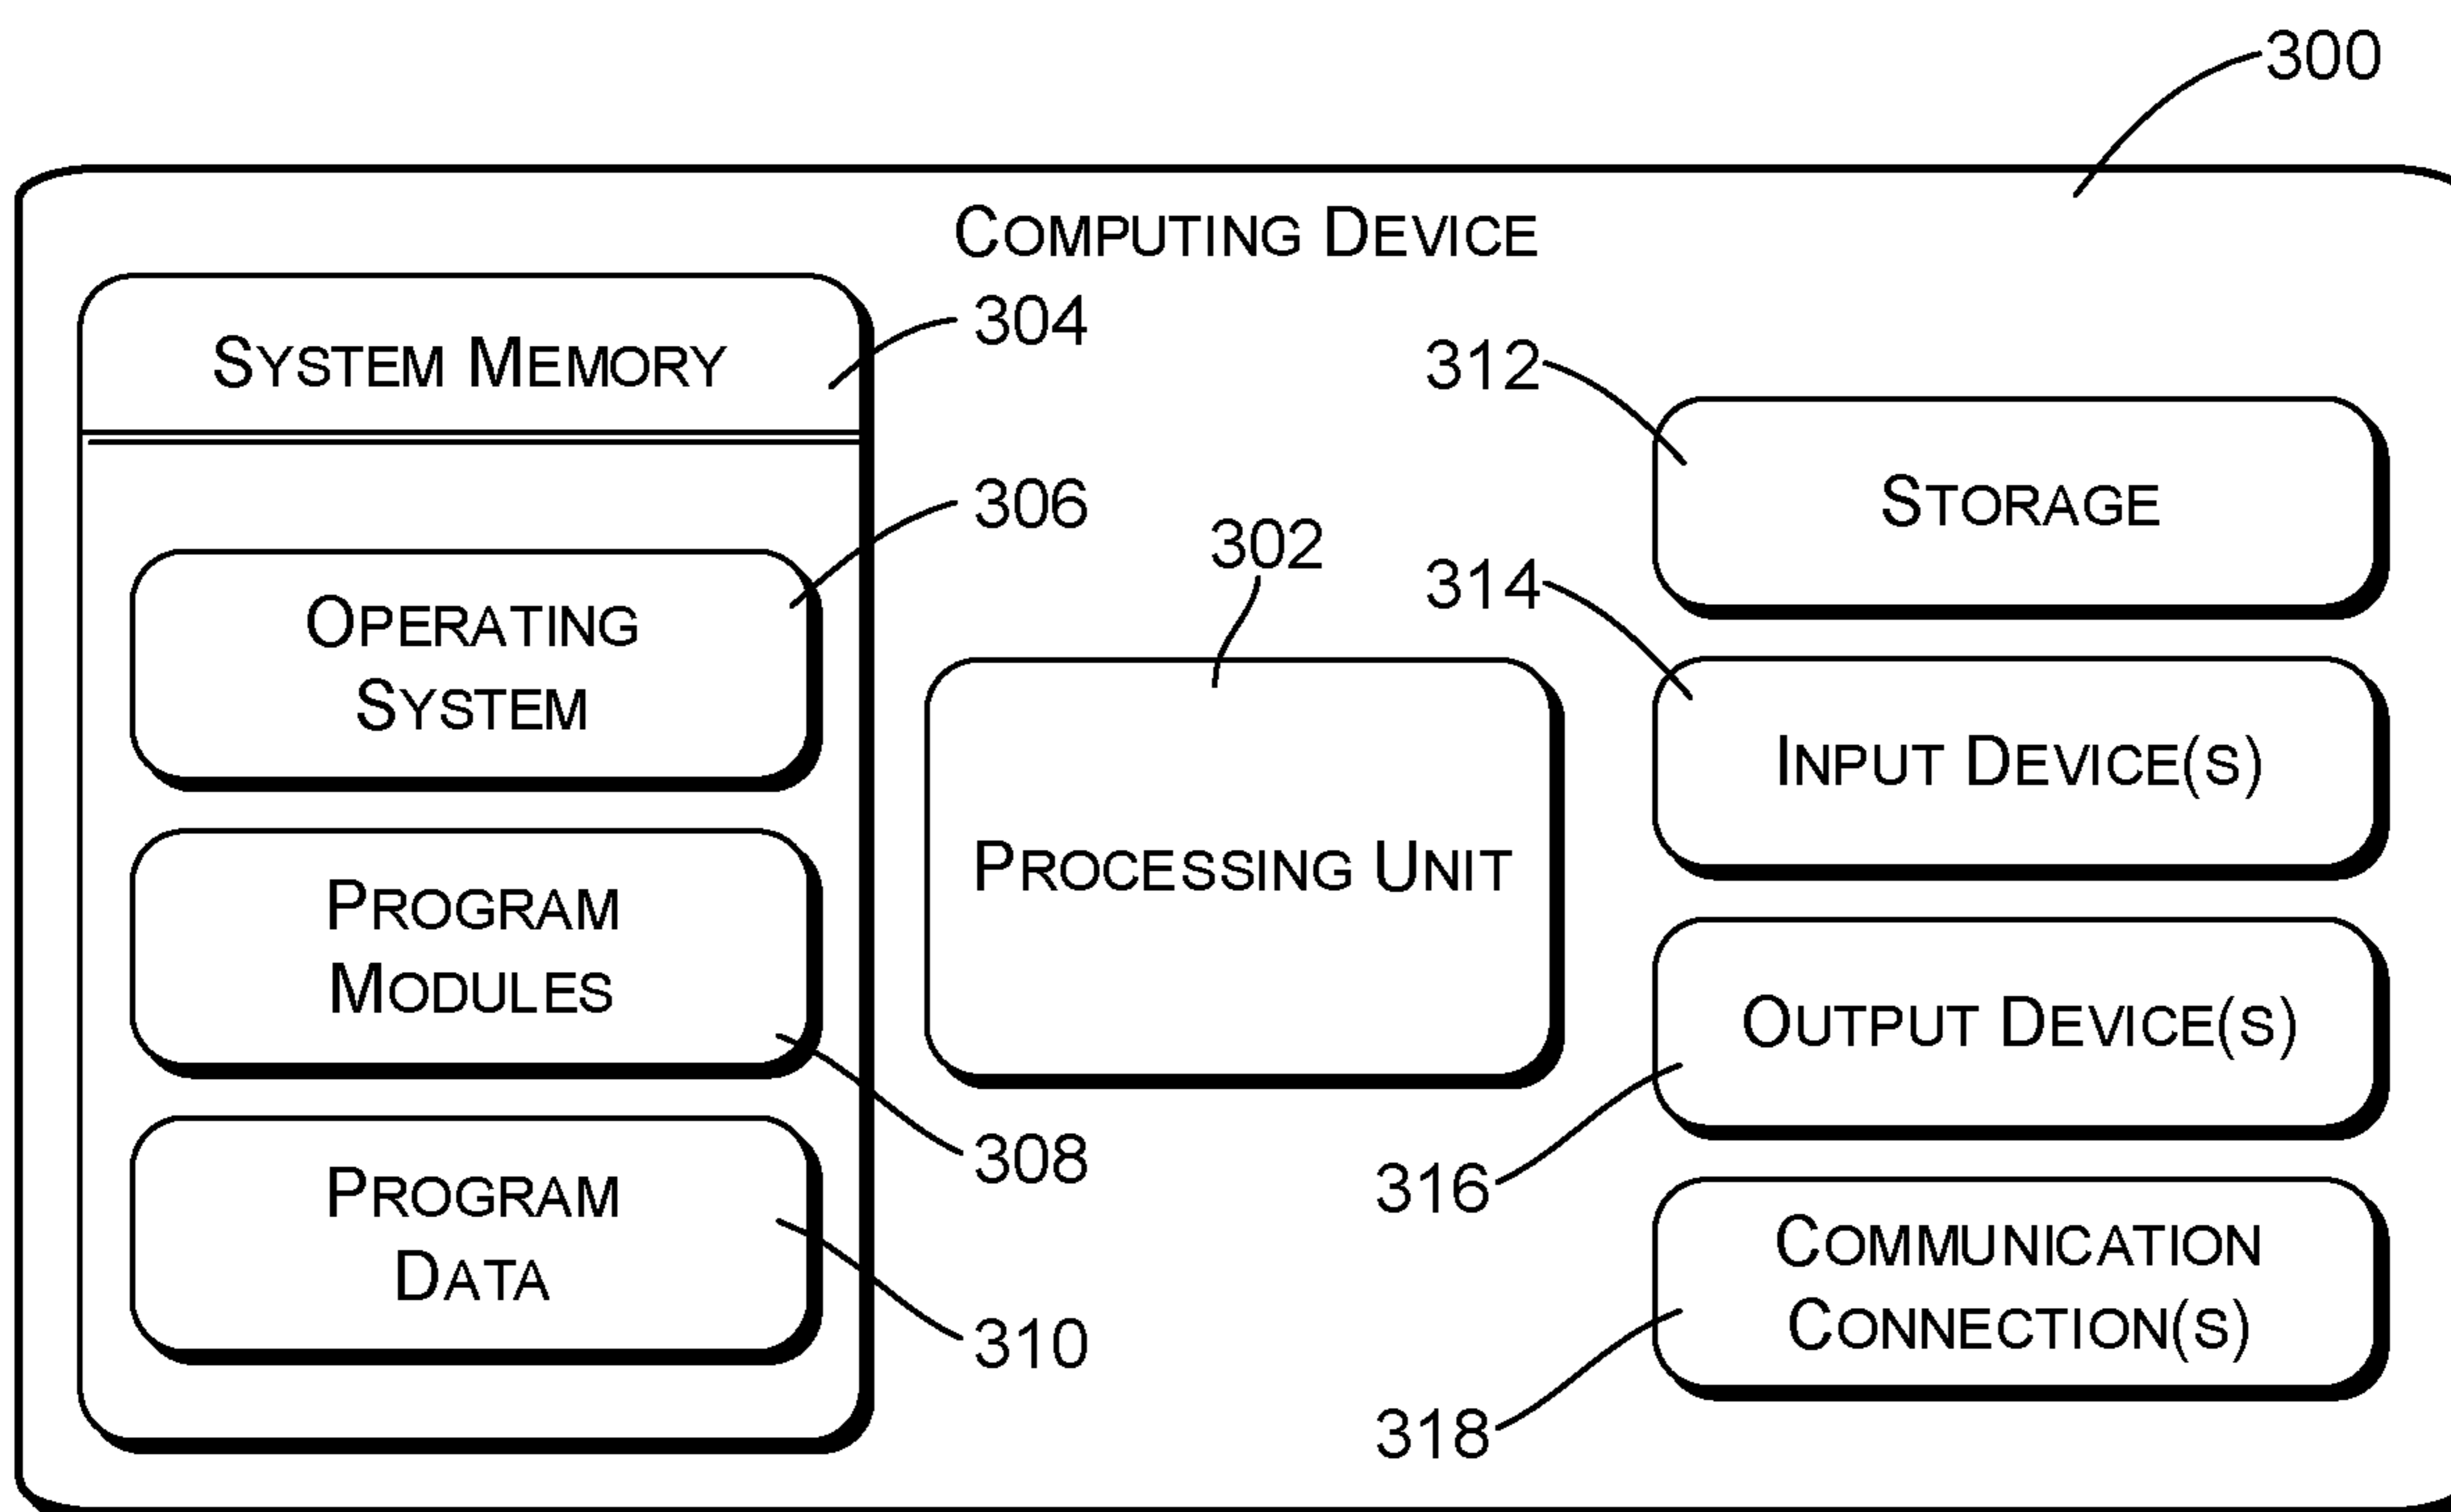 300
COMPUTING DEVICE
SYSTEM MEMORY
304
306
OPERATING
SYSTEM
PROGRAM
MODULES
308
PROGRAM
DATA
310
302
PROCESSING UNIT
312
STORAGE
314
INPUT DEVICE(S)
OUTPUT DEVICE(S)
316
COMMUNICATION
CONNECTION(S)
318